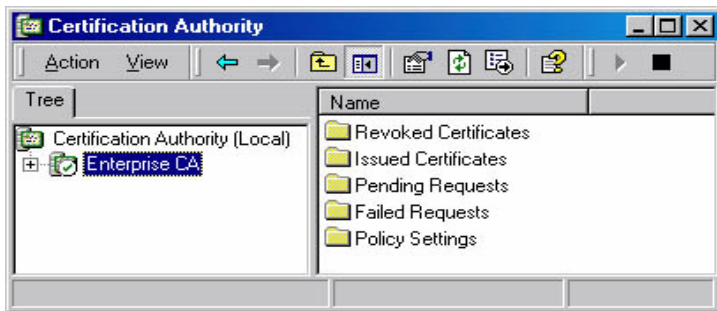 Certification Authority
Action View
Tree
Name
Certification Authority (Local)
Enterprise CA
Revoked Certificates
Issued Certificates
Pending Requests
Failed Requests
Policy Settings